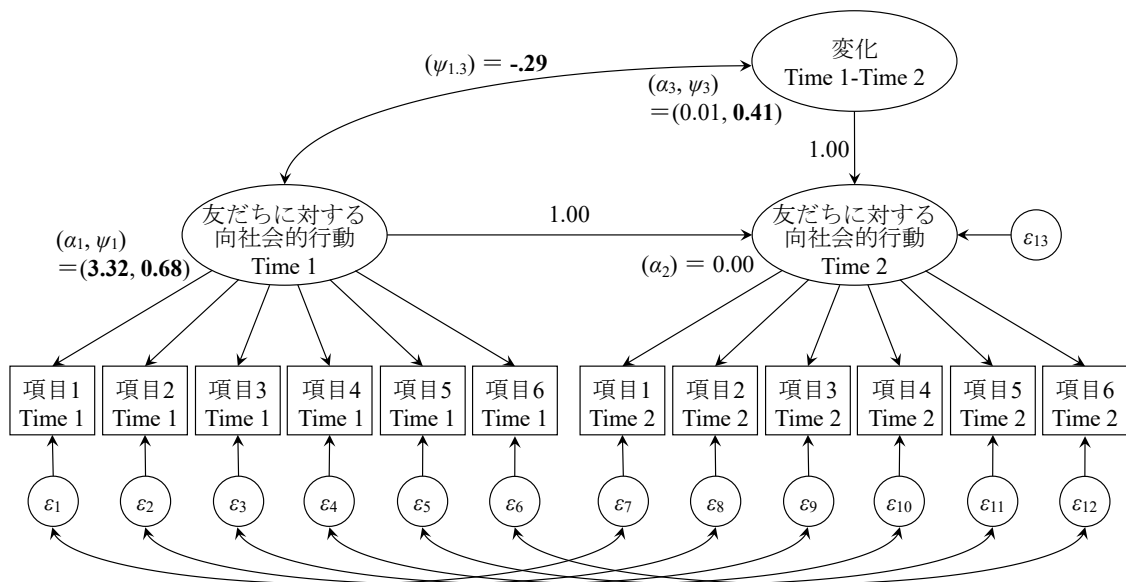 変化
Time 1-Time 2
(ψ1.3) = -.29
(α3, ψ3)
=(0.01, 0.41)
1.00
友だちに対する
向社会的行動
Time 1
(α1, ψ1)
=(3.32, 0.68)
1.00
友だちに対する
向社会的行動
Time 2
(α2) = 0.00
ε13
項目1
Time 1
項目2
Time 1
項目3
Time 1
項目4
Time 1
項目5
Time 1
項目6
Time 1
項目1
Time 2
項目2
Time 2
項目3
Time 2
項目4
Time 2
項目5
Time 2
項目6
Time 2
ε1
ε2
ε3
ε4
ε5
ε6
ε7
ε8
ε9
ε10
ε11
ε12